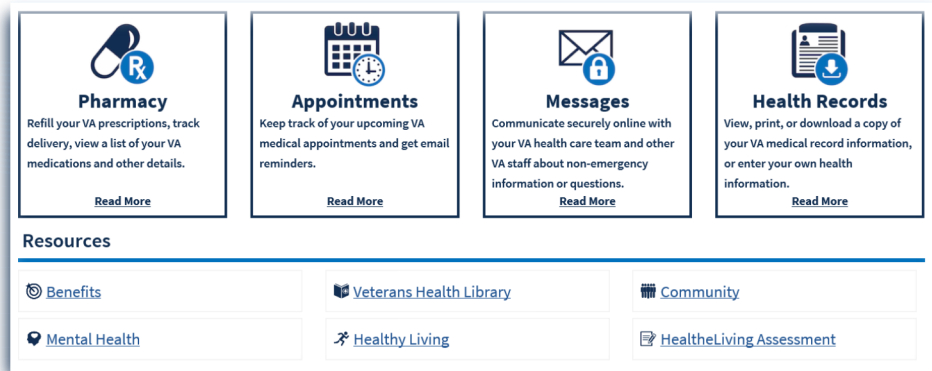 Rx
Pharmacy
Refill your VA prescriptions, track
delivery, view a list of your VA
medications and other details.
Read More
Appointments
Keep track of your upcoming VA
medical appointments and get email
reminders.
Read More
Messages
Communicate securely online with
your VA health care team and other
VA staff about non-emergency
information or questions.
Read More
Health Records
View, print, or download a copy of
your VA medical record information,
or enter your own health
information.
Read More
Resources
Benefits
Veterans Health Library
Community
Mental Health
Healthy Living
HealtheLiving Assessment